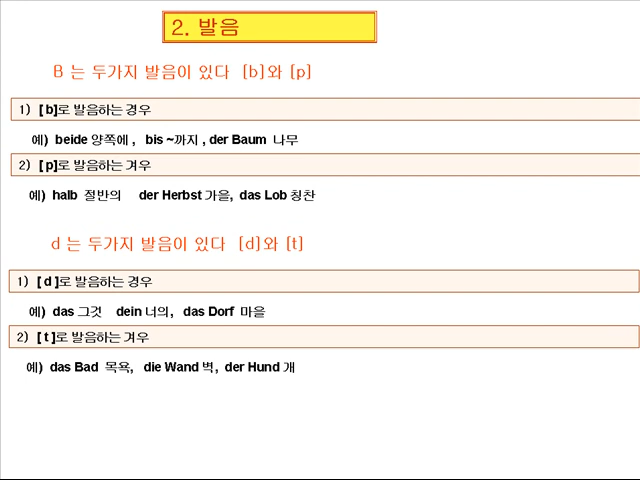 2. 발음
B 는 두가지 발음이 있다 [b]와 [p]
1) [ b]로 발음하는 경우
예) beide 양쪽에 , bis ~까지 , der Baum 나무
2) [ p]로 발음하는 겨우
예) halb 절반의 der Herbst 가을, das Lob 칭찬
d 는 두가지 발음이 있다 [d]와 [t]
1) [ d ]로 발음하는 경우
예) das 그것 dein 너의, das Dorf 마을
2) [ t ]로 발음하는 겨우
예) das Bad 목욕, die Wand 벽, der Hund 개